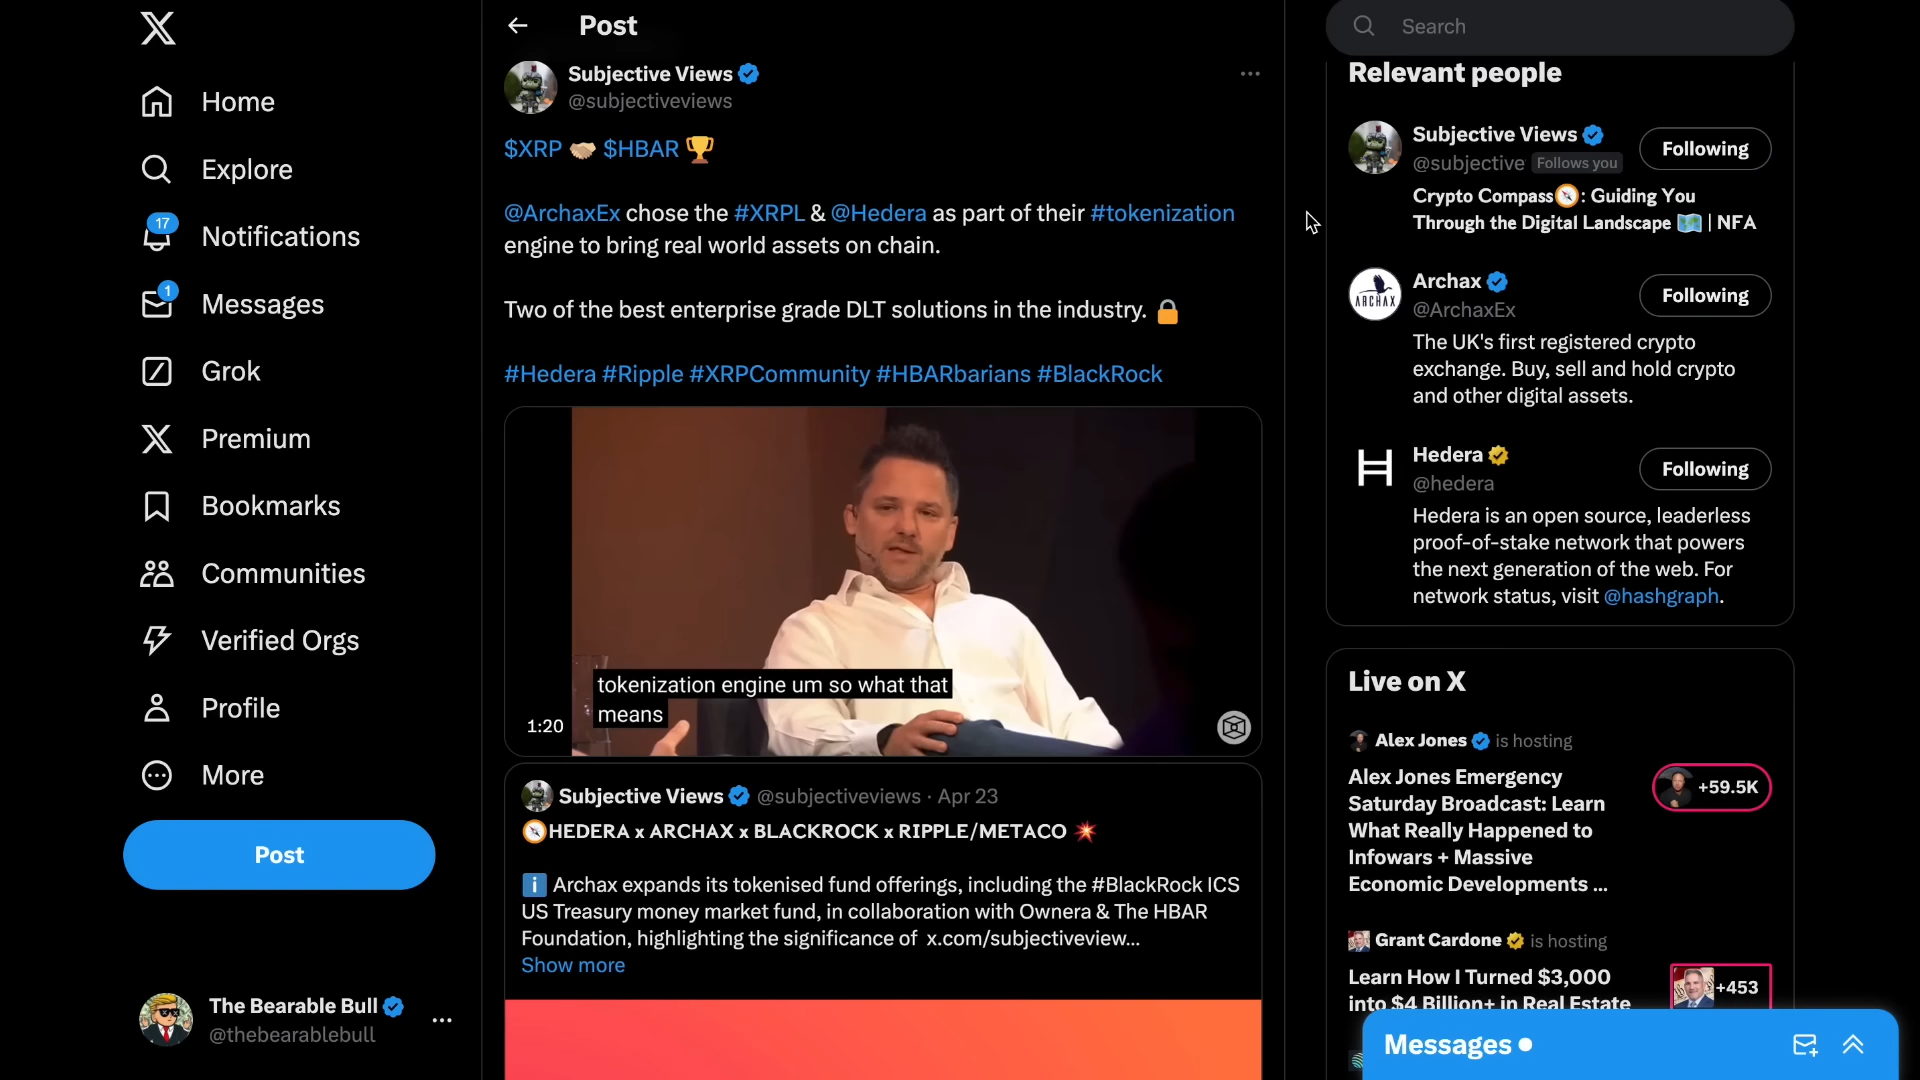 Home
Explore
17
Notifications
1
Messages
Grok
Premium
Bookmarks
Communities
Verified Orgs
Profile
More
Post
The Bearable Bull
@thebearablebull
Post
Subjective Views
@subjectiveviews
$XRP 🤝 $HBAR 🏆
@ArchaxEx chose the #XRPL & @Hedera as part of their #tokenization
engine to bring real world assets on chain.
Two of the best enterprise grade DLT solutions in the industry. 🔒
#Hedera #Ripple #XRPCommunity #HBARbarians #BlackRock
tokenization engine um so what that
means
1:20
Subjective Views @subjectiveviews · Apr 23
🧭HEDERA x ARCHAX x BLACKROCK x RIPPLE/METACO 💥
ℹ️ Archax expands its tokenised fund offerings, including the #BlackRock ICS
US Treasury money market fund, in collaboration with Ownera & The HBAR
Foundation, highlighting the significance of x.com/subjectiveview...
Show more
Search
Relevant people
Subjective Views
@subjective Follows you
Following
Crypto Compass🧭: Guiding You
Through the Digital Landscape 🗺️ | NFA
Archax
@ArchaxEx
Following
ARCHAX
The UK's first registered crypto
exchange. Buy, sell and hold crypto
and other digital assets.
Hedera
@hedera
Following
Hedera is an open source, leaderless
proof-of-stake network that powers
the next generation of the web. For
network status, visit @hashgraph.
Live on X
Alex Jones is hosting
Alex Jones Emergency
Saturday Broadcast: Learn
What Really Happened to
Infowars + Massive
Economic Developments ...
+59.5K
Grant Cardone is hosting
Learn How I Turned $3,000
into $4 Billion+ in Real Estate
+453
Messages